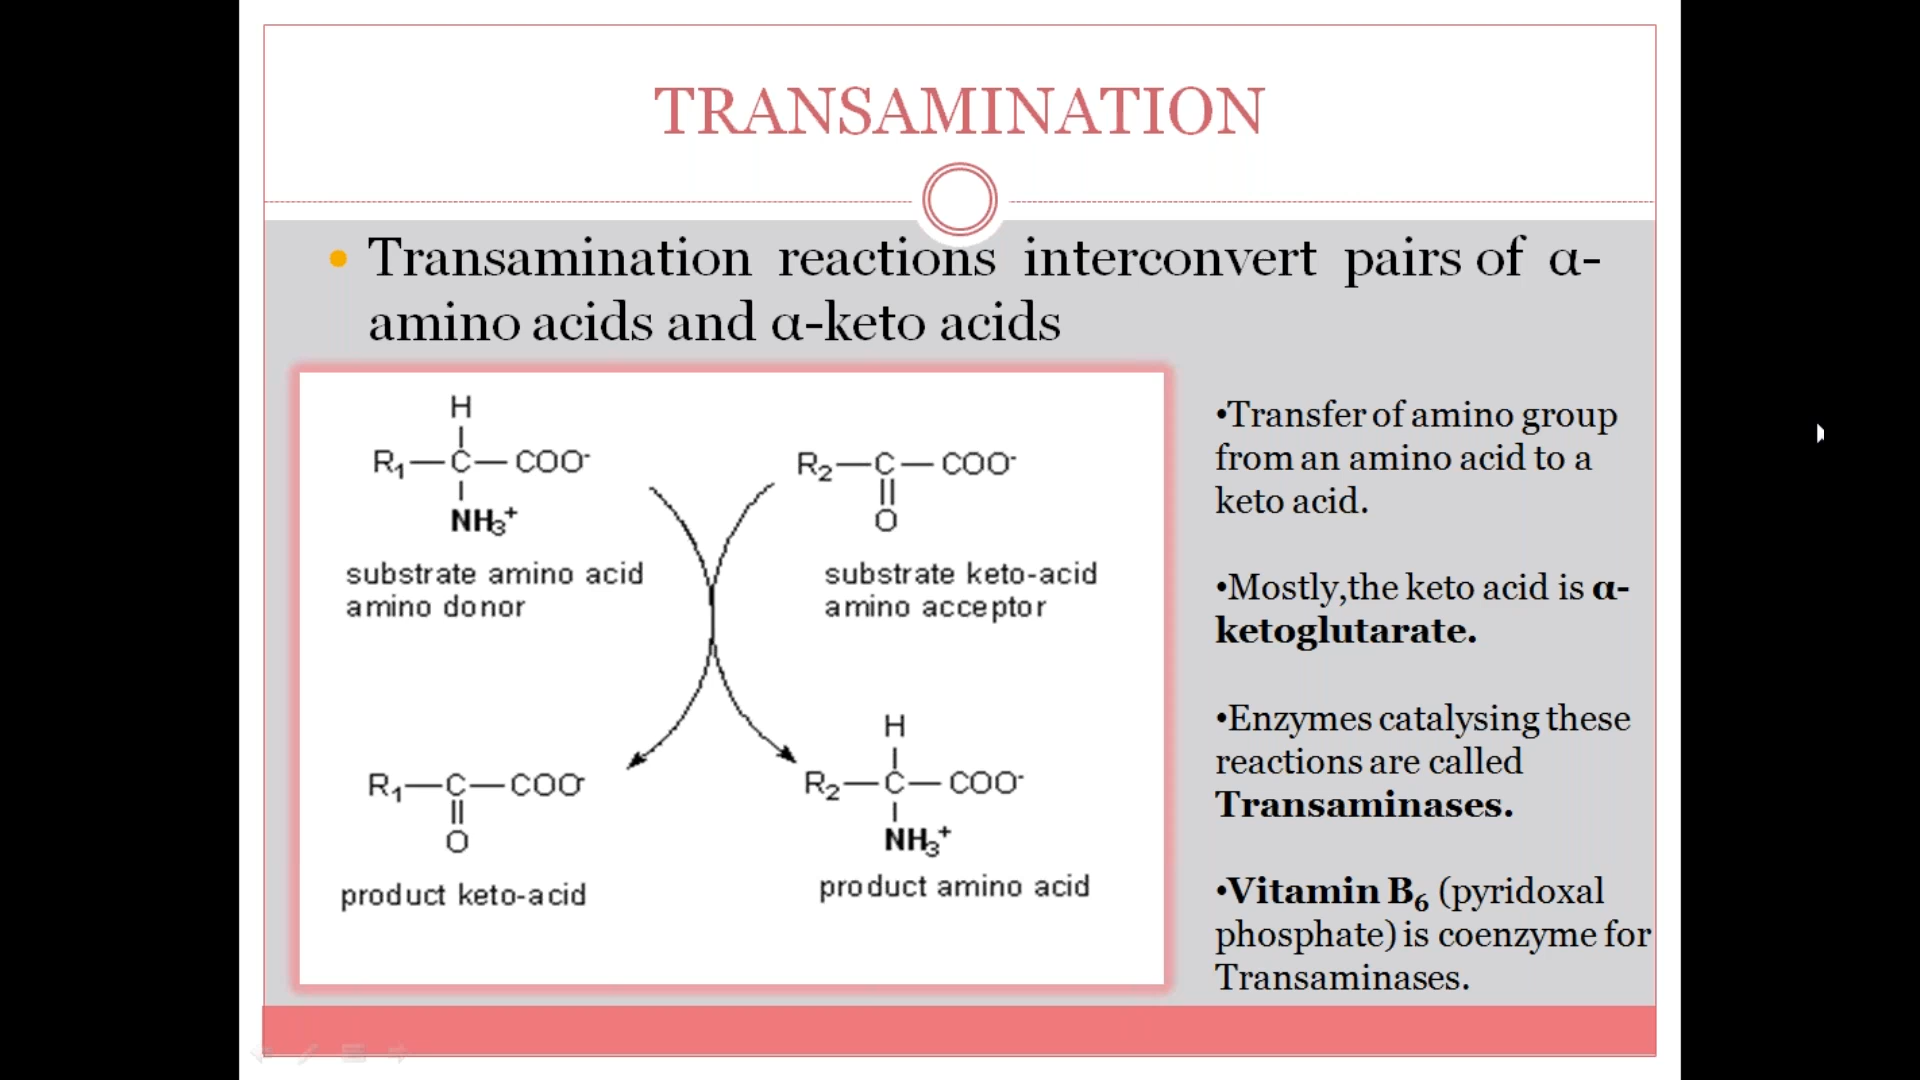 TRANSAMINATION
• Transamination reactions interconvert pairs of α-
amino acids and α-keto acids
H
R₁—C—COO⁻
NH₃⁺
substrate amino acid
amino donor
R₂—C—COO⁻
O
substrate keto-acid
amino acceptor
R₁—C—COO⁻
O
product keto-acid
H
R₂—C—COO⁻
NH₃⁺
product amino acid
•Transfer of amino group
from an amino acid to a
keto acid.
•Mostly,the keto acid is α-
ketoglutarate.
•Enzymes catalysing these
reactions are called
Transaminases.
•Vitamin B₆ (pyridoxal
phosphate) is coenzyme for
Transaminases.